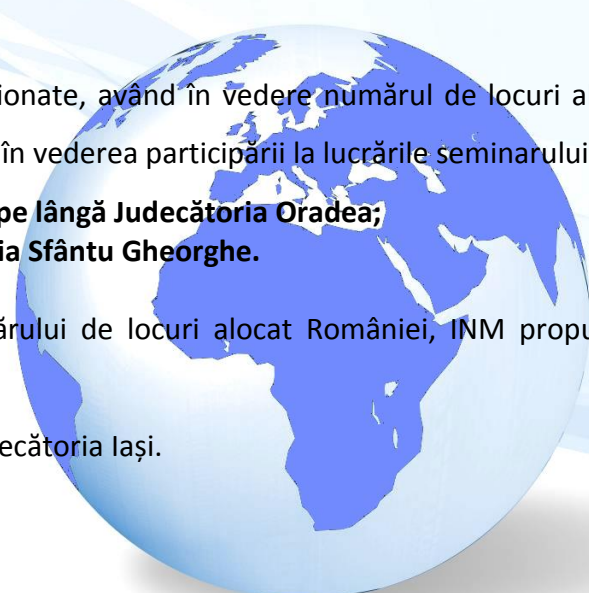 ionate, având în vedere numărul de locuri a
în vederea participării la lucrările seminarului
pe lângă Judecătoria Oradea;
ia Sfântu Gheorghe.
ărului de locuri alocat României, INM propu
ecătoria Iași.